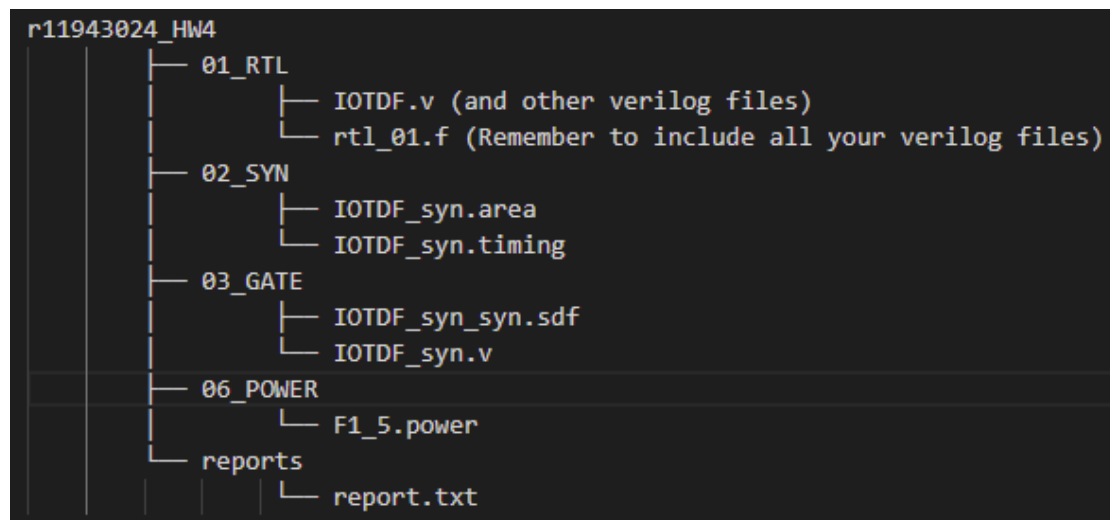 r11943024_HW4
├── 01_RTL
├── IOTDF.v (and other verilog files)
└── rtl_01.f (Remember to include all your verilog files)
├── 02_SYN
├── IOTDF_syn.area
└── IOTDF_syn.timing
├── 03_GATE
├── IOTDF_syn_syn.sdf
└── IOTDF_syn.v
├── 06_POWER
└── F1_5.power
└── reports
└── report.txt